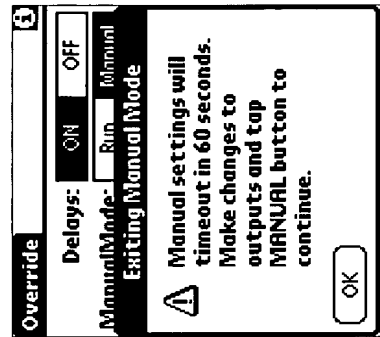 Override
Delays: ON OFF
ManualMode: Run Manual
Exiting Manual Mode
Manual settings will
timeout in 60 seconds.
Make changes to
outputs and tap
MANUAL button to
continue.
OK